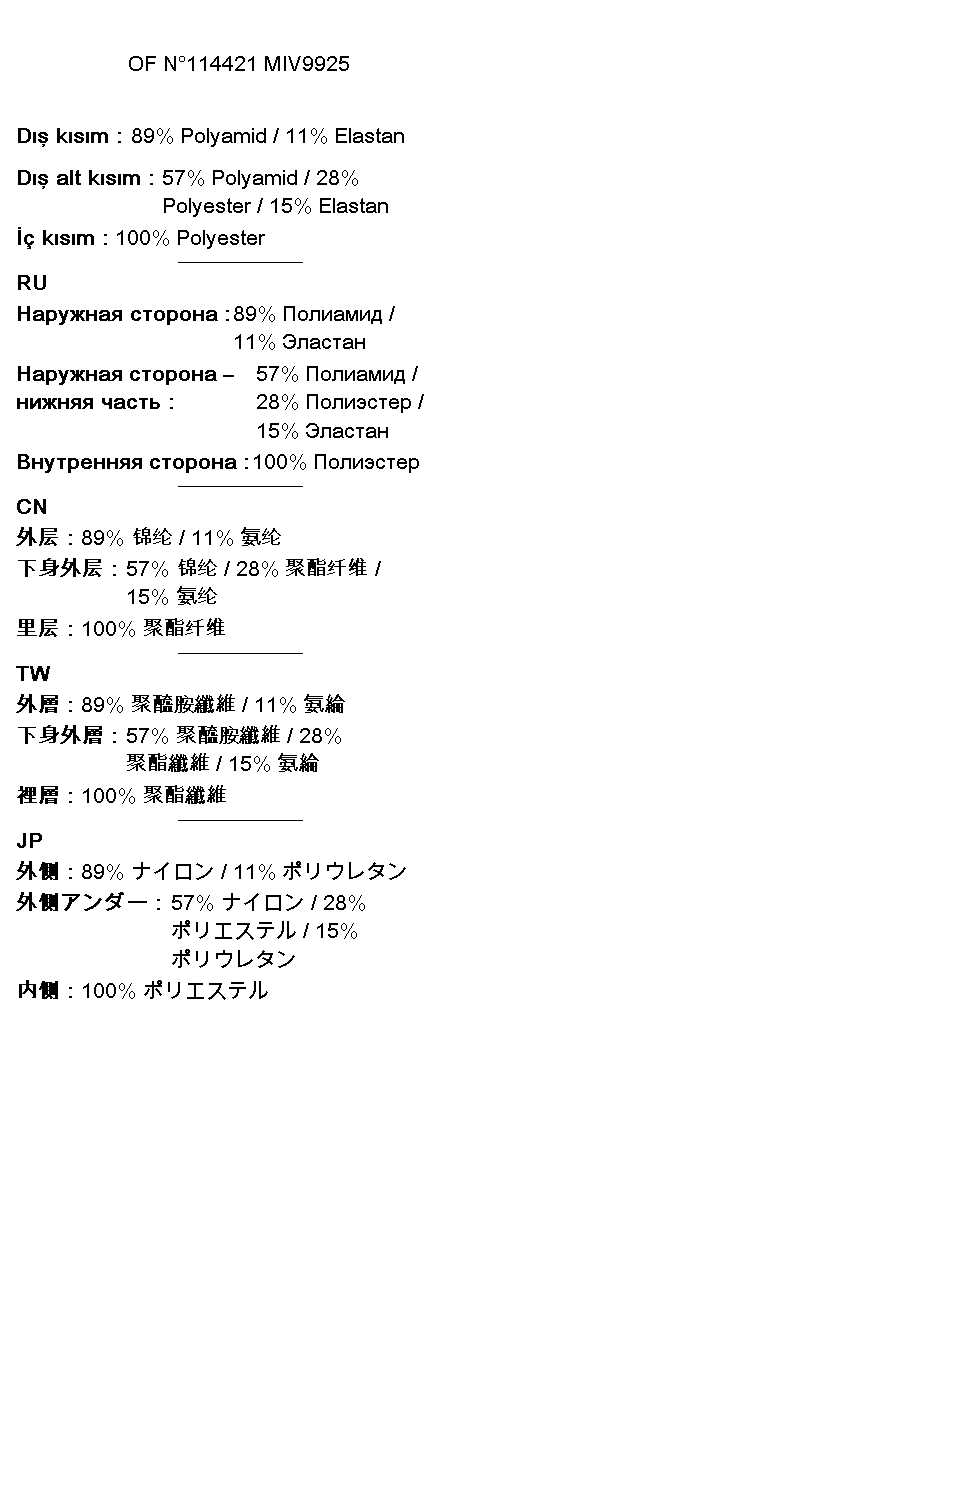 OF N°114421 MIV9925
Dış kısım : 89% Polyamid / 11% Elastan
Dış alt kısım : 57% Polyamid / 28%
Polyester / 15% Elastan
İç kısım : 100% Polyester
RU
Наружная сторона : 89% Полиамид /
11% Эластан
Наружная сторона – 57% Полиамид /
нижняя часть : 28% Полиэстер /
15% Эластан
Внутренняя сторона : 100% Полиэстер
CN
外层 : 89% 锦纶 / 11% 氨纶
下身外层 : 57% 锦纶 / 28% 聚酯纤维 /
15% 氨纶
里层 : 100% 聚酯纤维
TW
外層 : 89% 聚醯胺纖維 / 11% 氨綸
下身外層 : 57% 聚醯胺纖維 / 28%
聚酯纖維 / 15% 氨綸
裡層 : 100% 聚酯纖維
JP
外側 : 89% ナイロン / 11% ポリウレタン
外側アンダー : 57% ナイロン / 28%
ポリエステル / 15%
ポリウレタン
内側 : 100% ポリエステル